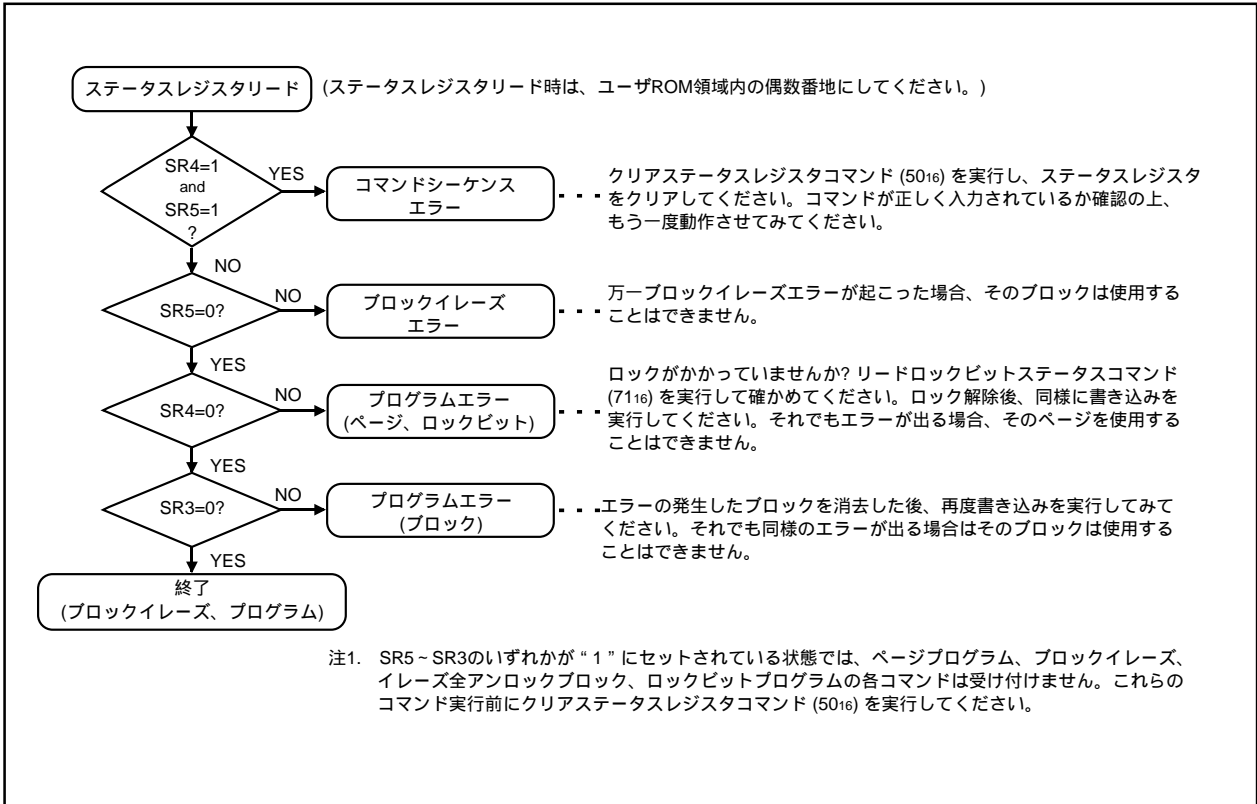 ステータスレジスタリード
(ステータスレジスタリード時は、ユーザROM領域内の偶数番地にしてください。)
SR4=1
and
SR5=1
?
YES
コマンドシーケンス
エラー
クリアステータスレジスタコマンド (5016) を実行し、ステータスレジスタ
をクリアしてください。コマンドが正しく入力されているか確認の上、
もう一度動作させてみてください。
NO
SR5=0?
NO
ブロックイレーズ
エラー
万一ブロックイレーズエラーが起こった場合、そのブロックは使用する
ことはできません。
YES
SR4=0?
NO
プログラムエラー
(ページ、ロックビット)
ロックがかかっていませんか? リードロックビットステータスコマンド
(7116) を実行して確かめてください。ロック解除後、同様に書き込みを
実行してください。それでもエラーが出る場合、そのページを使用する
ことはできません。
YES
SR3=0?
NO
プログラムエラー
(ブロック)
エラーの発生したブロックを消去した後、再度書き込みを実行してみて
ください。それでも同様のエラーが出る場合はそのブロックは使用する
ことはできません。
YES
終了
(ブロックイレーズ、プログラム)
注1. SR5～SR3のいずれかが“1”にセットされている状態では、ページプログラム、ブロックイレーズ、
イレーズ全アンロックブロック、ロックビットプログラムの各コマンドは受け付けません。これらの
コマンド実行前にクリアステータスレジスタコマンド (5016) を実行してください。